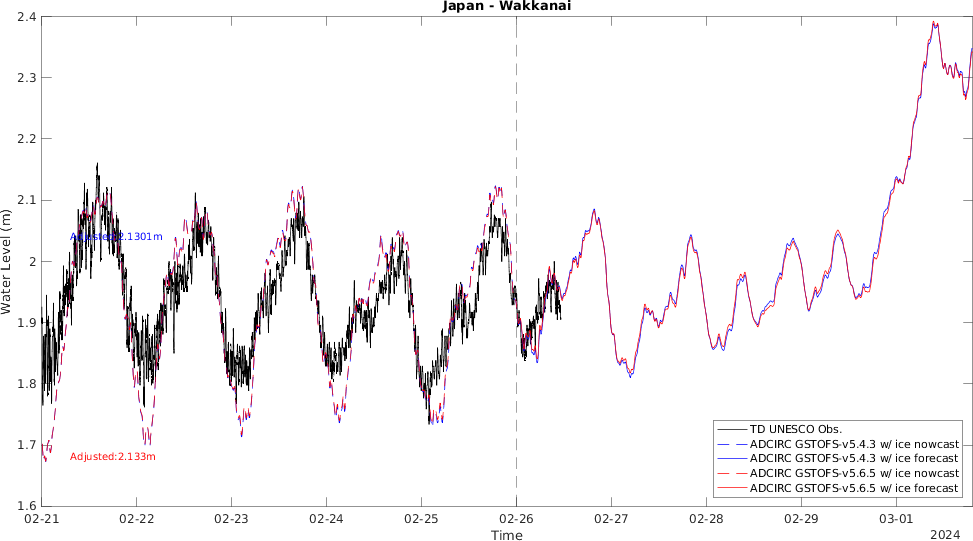 Japan - Wakkanai
Water Level (m)
2.4
2.3
2.2
2.1
2
1.9
1.8
1.7
1.6
Adjusted:2.1301m
Adjusted:2.133m
TD UNESCO Obs.
ADCIRC GSTOFS-v5.4.3 w/ ice nowcast
ADCIRC GSTOFS-v5.4.3 w/ ice forecast
ADCIRC GSTOFS-v5.6.5 w/ ice nowcast
ADCIRC GSTOFS-v5.6.5 w/ ice forecast
02-21 02-22 02-23 02-24 02-25 02-26 02-27 02-28 02-29 03-01
Time
2024